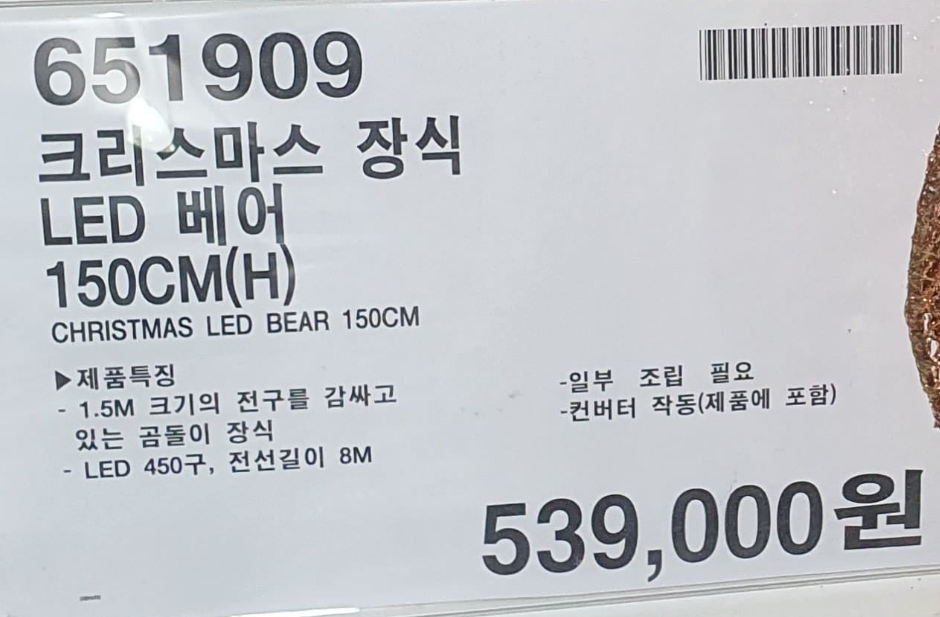 651909
크리스마스 장식
LED 베어
150CM(H)
CHRISTMAS LED BEAR 150CM
▶제품특징
- 1.5M 크기의 전구를 감싸고
있는 곰돌이 장식
- LED 450구, 전선길이 8M
-일부 조립 필요
-컨버터 작동(제품에 포함)
539,000원